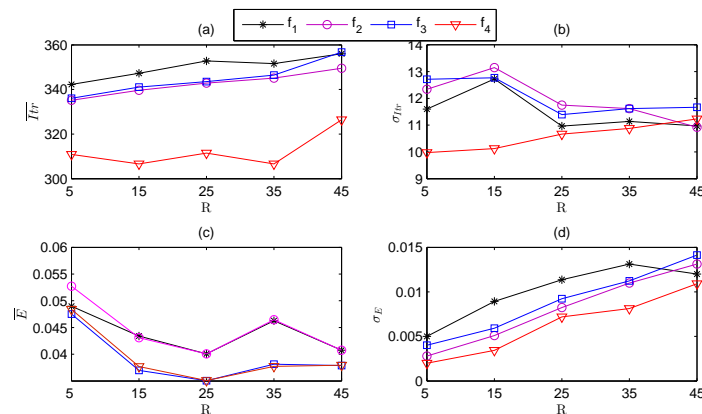 f1 f2 f3 f4
(a)
360
340
320
300
5 15 25 35 45
R
Itr
(b)
14
13
12
11
10
9
5 15 25 35 45
R
σItr
(c)
0.06
0.055
0.05
0.045
0.04
5 15 25 35 45
R
E
(d)
0.015
0.01
0.005
0
5 15 25 35 45
R
σE